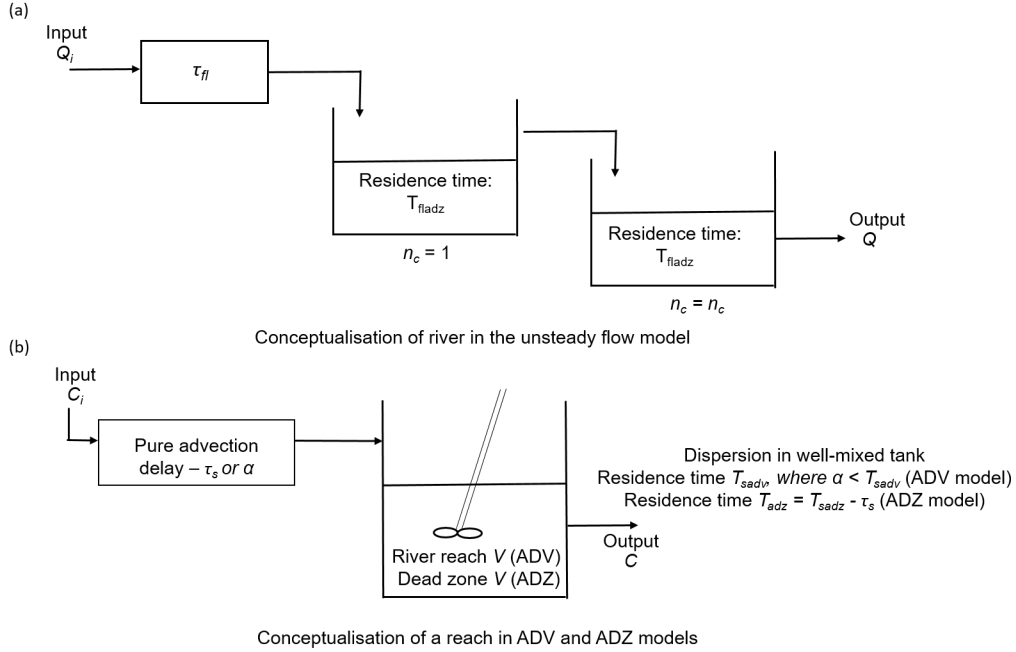 (a)
Input
Qi
τfl
Residence time:
Tfladz
nc = 1
Residence time:
Tfladz
nc = nc
Output
Q
Conceptualisation of river in the unsteady flow model
(b)
Input
Ci
Pure advection
delay – τs or α
River reach V (ADV)
Dead zone V (ADZ)
Dispersion in well-mixed tank
Residence time Tsadv, where α < Tsadv (ADV model)
Residence time Tadz = Tsadz - τs (ADZ model)
Output
C
Conceptualisation of a reach in ADV and ADZ models